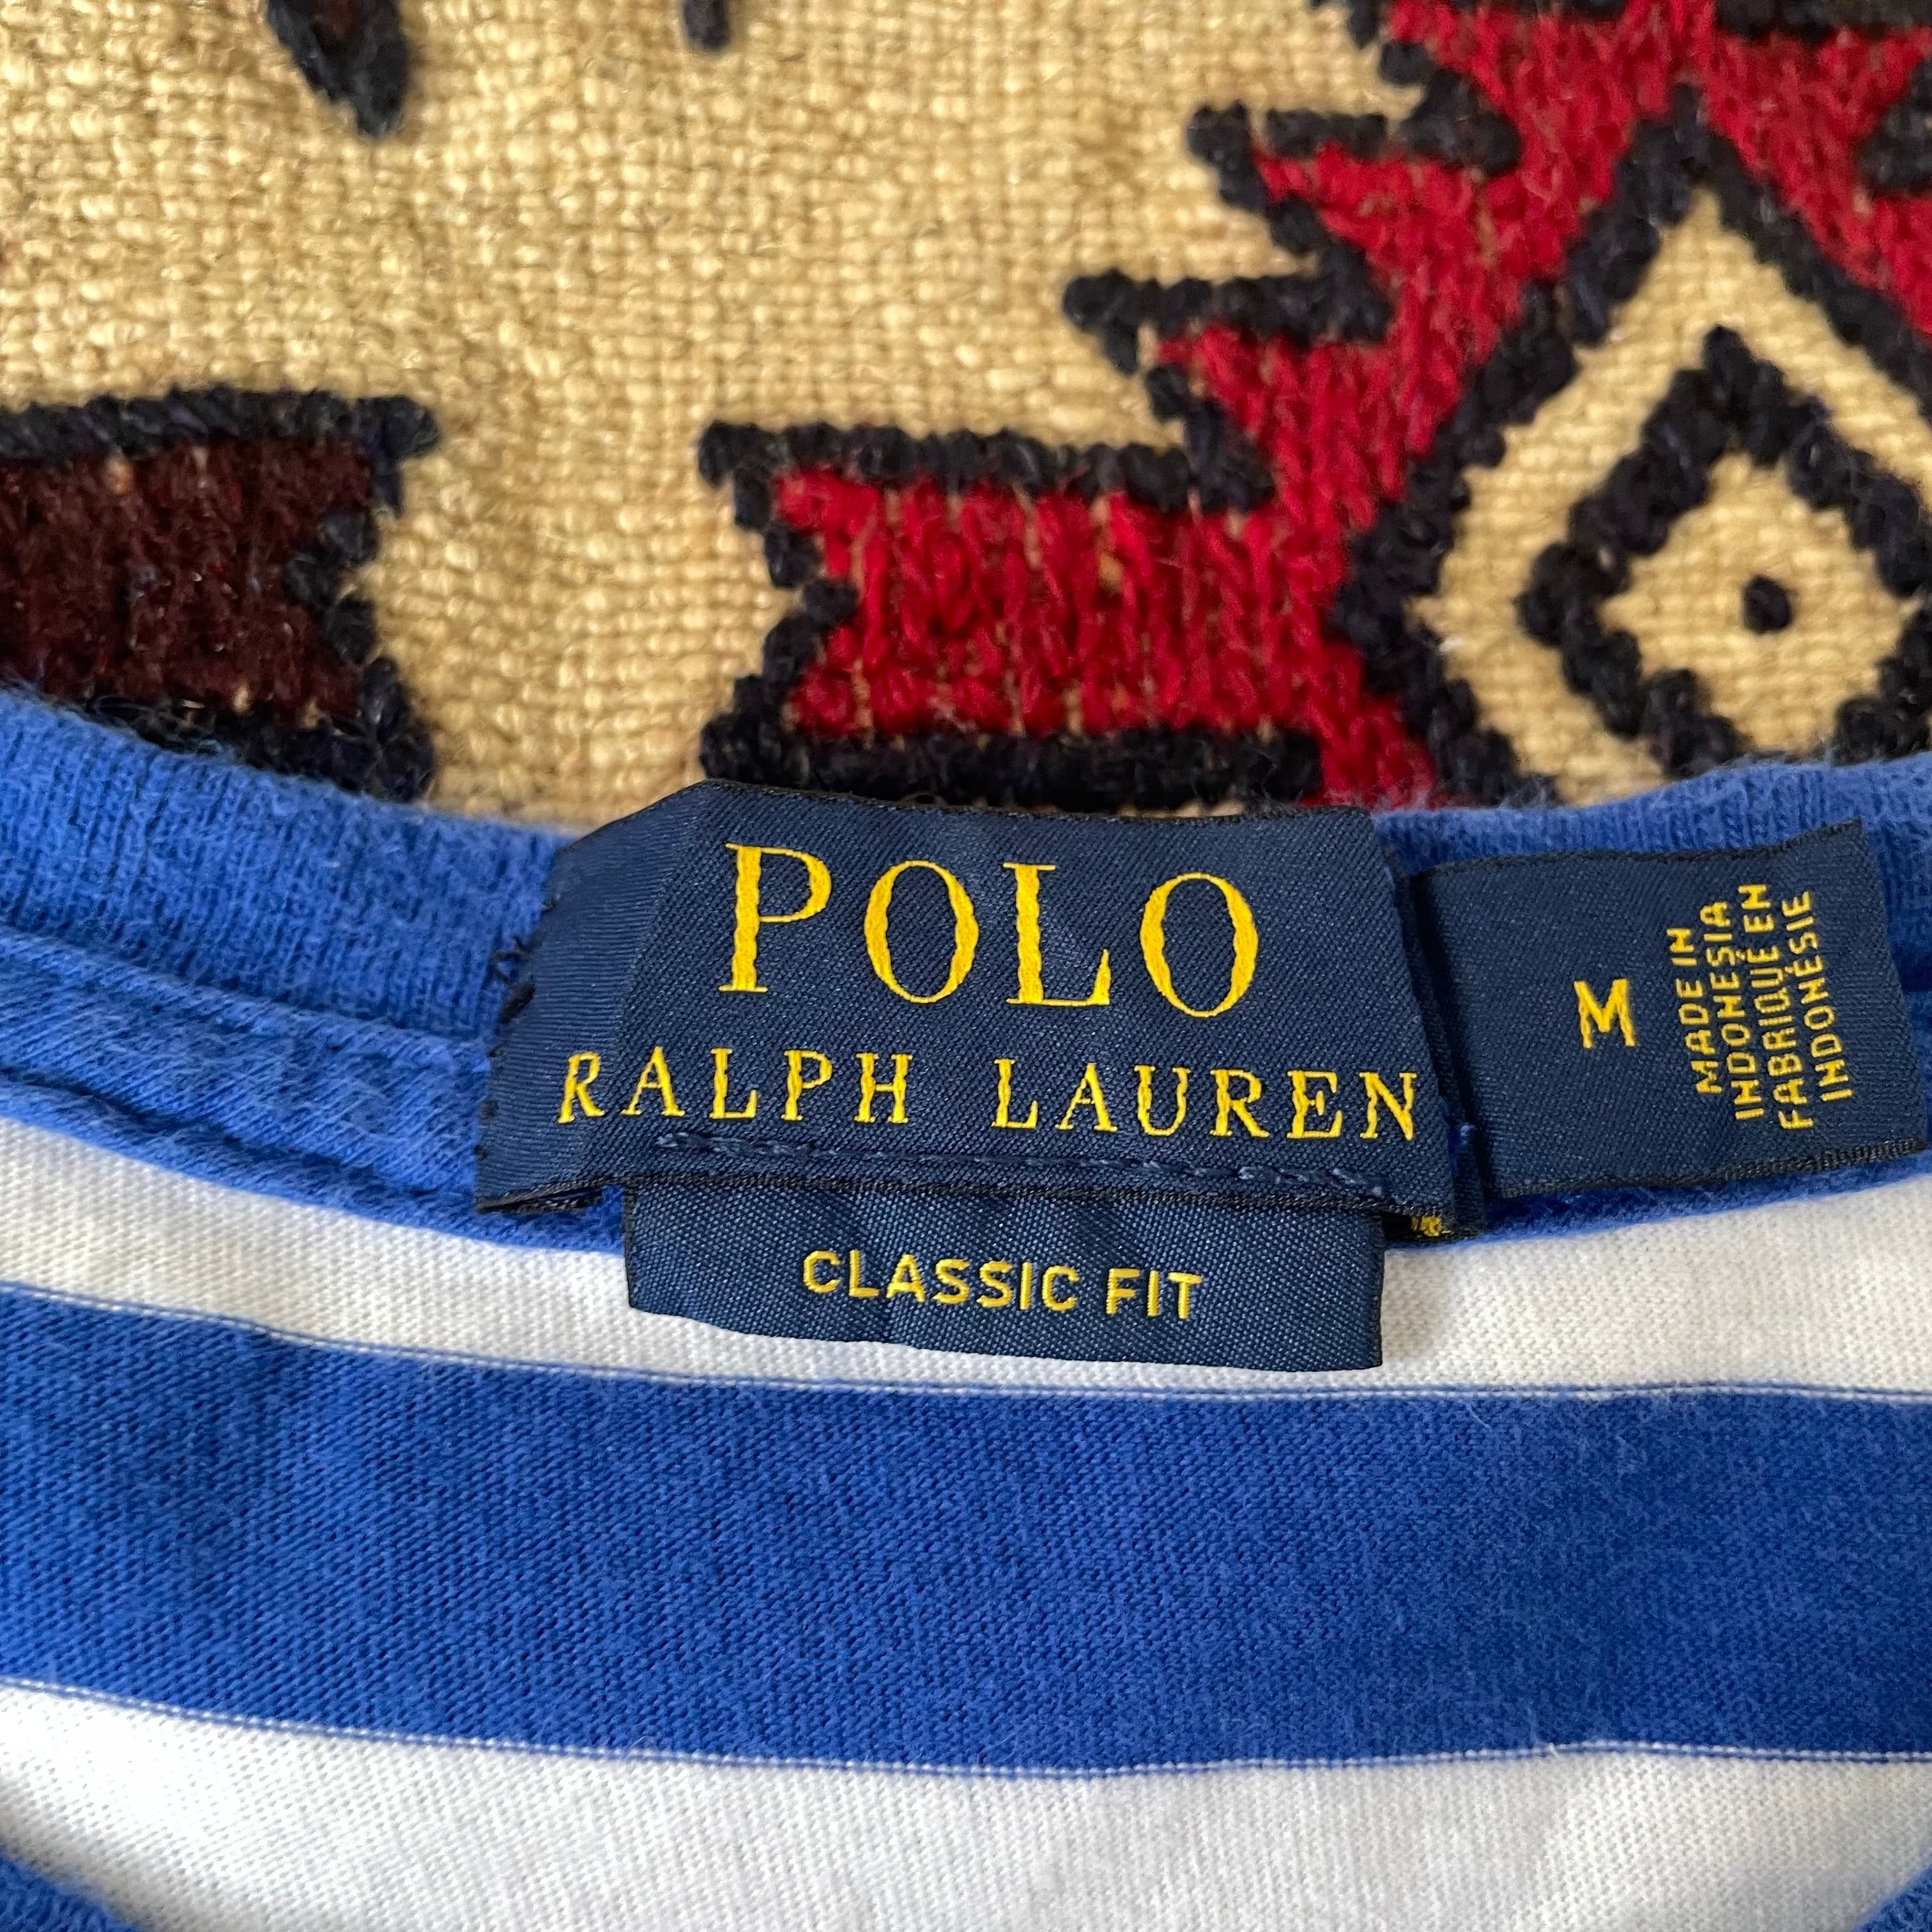 POLO
RALPH LAUREN
CLASSIC FIT
M
MADE IN
INDONESIA
FABRIQUÉ EN
INDONÉSIE